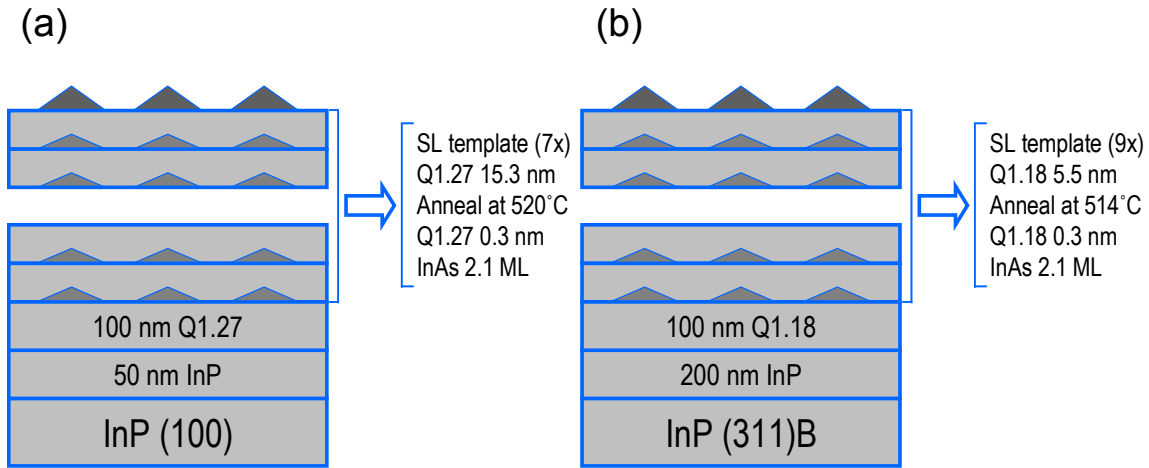 (a)
SL template (7x)
Q1.27 15.3 nm
Anneal at 520˚C
Q1.27 0.3 nm
InAs 2.1 ML
100 nm Q1.27
50 nm InP
InP (100)
(b)
SL template (9x)
Q1.18 5.5 nm
Anneal at 514˚C
Q1.18 0.3 nm
InAs 2.1 ML
100 nm Q1.18
200 nm InP
InP (311)B